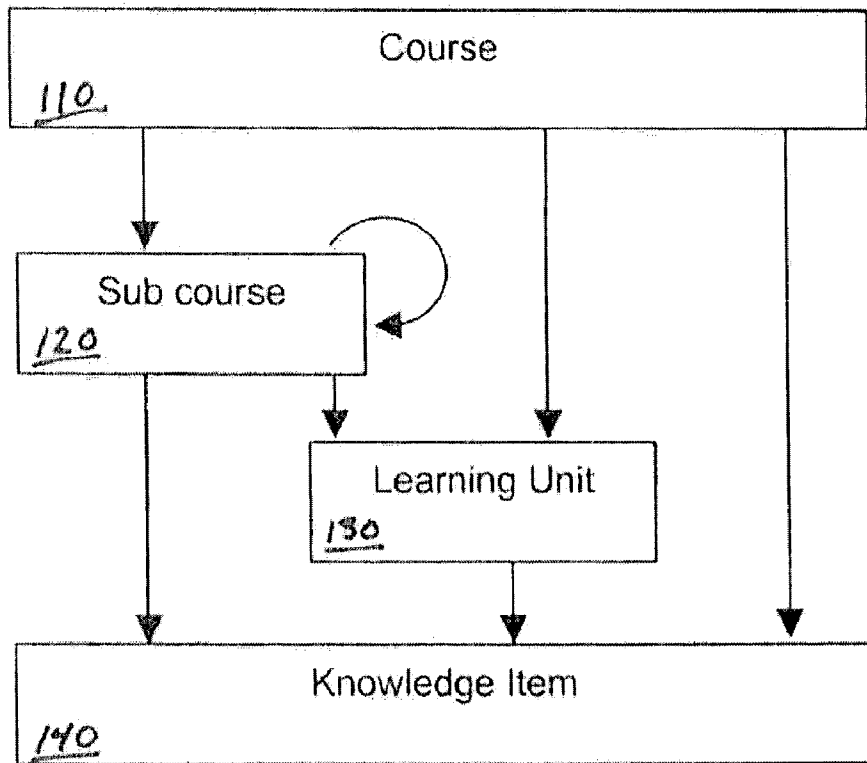 Course
110
Sub course
120
Learning Unit
130
Knowledge Item
140